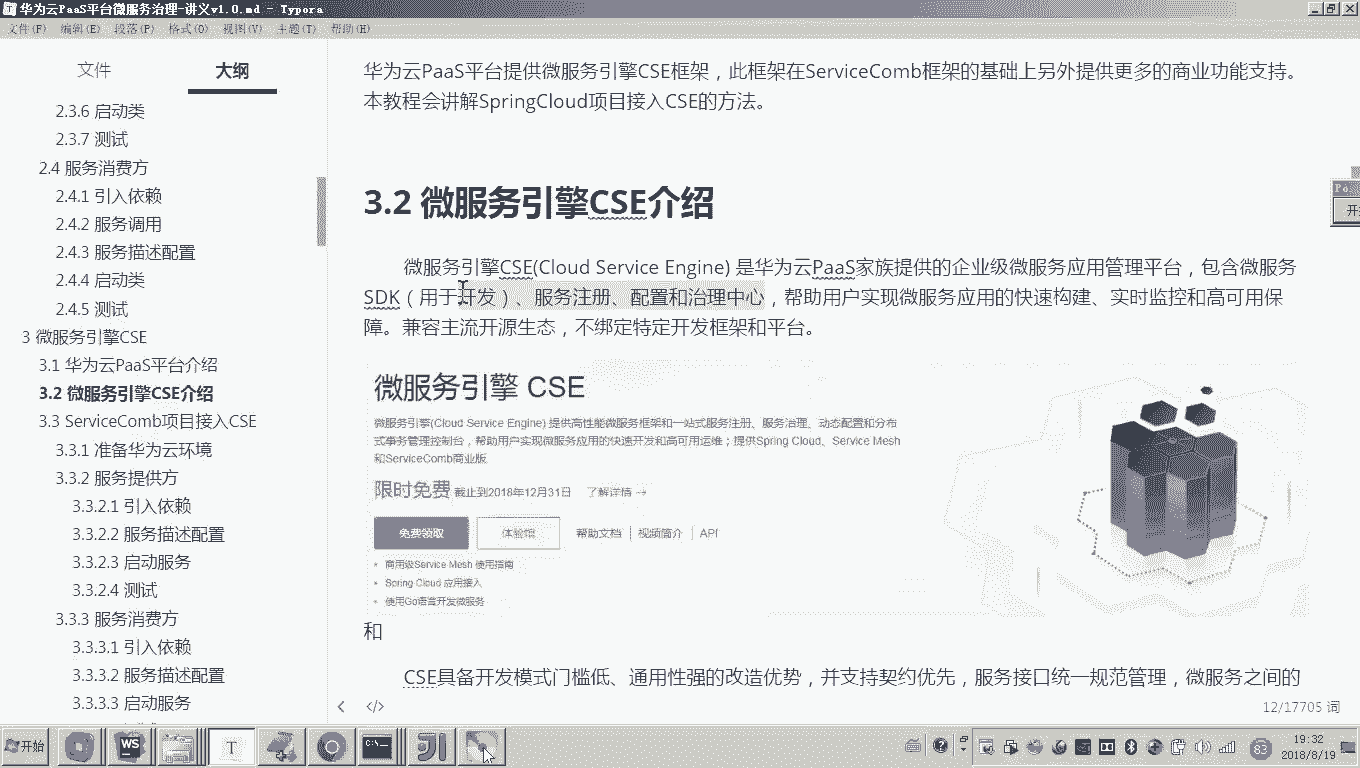 华为云PaaS平台微服务治理-讲义v1.0.md - Typora
文件(F) 编辑(E) 段落(P) 格式(O) 视图(V) 主题(T) 帮助(H)
文件 大纲
2.3.6 启动类
2.3.7 测试
2.4 服务消费方
2.4.1 引入依赖
2.4.2 服务调用
2.4.3 服务描述配置
2.4.4 启动类
2.4.5 测试
3 微服务引擎CSE
3.1 华为云PaaS平台介绍
3.2 微服务引擎CSE介绍
3.3 ServiceComb项目接入CSE
3.3.1 准备华为云环境
3.3.2 服务提供方
3.3.2.1 引入依赖
3.3.2.2 服务描述配置
3.3.2.3 启动服务
3.3.2.4 测试
3.3.3 服务消费方
3.3.3.1 引入依赖
3.3.3.2 服务描述配置
3.3.3.3 启动服务
华为云PaaS平台提供微服务引擎CSE框架，此框架在ServiceComb框架的基础上另外提供更多的商业功能支持。
本教程会讲解SpringCloud项目接入CSE的方法。
3.2 微服务引擎CSE介绍
微服务引擎CSE(Cloud Service Engine) 是华为云PaaS家族提供的企业级微服务应用管理平台，包含微服务
SDK（用于开发）、服务注册、配置和治理中心，帮助用户实现微服务应用的快速构建、实时监控和高可用保
障。兼容主流开源生态，不绑定特定开发框架和平台。
微服务引擎 CSE
微服务引擎(Cloud Service Engine) 提供高性能微服务框架和一站式服务注册、服务治理、动态配置和分布
式事务管理控制台，帮助用户实现微服务应用的快速开发和高可用运维；提供Spring Cloud、Service Mesh
和ServiceComb商业版
限时免费 截止到2018年12月31日 了解详情 →
免费领取 体验馆 帮助文档 | 视频简介 | API
商用级Service Mesh 使用指南
Spring Cloud 应用接入
使用Go语言开发微服务
和
CSE具备开发模式门槛低、通用性强的改造优势，并支持契约优先，服务接口统一规范管理，微服务之间的
12/17705 词
Po.
开始 WS T 83 19:32
2018/8/19